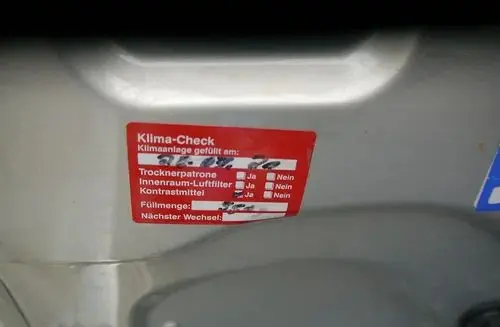 Klima-Check
Klimaanlage gefüllt am:
Trocknerpatrone Ja Nein
Innenraum-Luftfilter Ja Nein
Kontrastmittel Ja Nein
Füllmenge:
Nächster Wechsel: